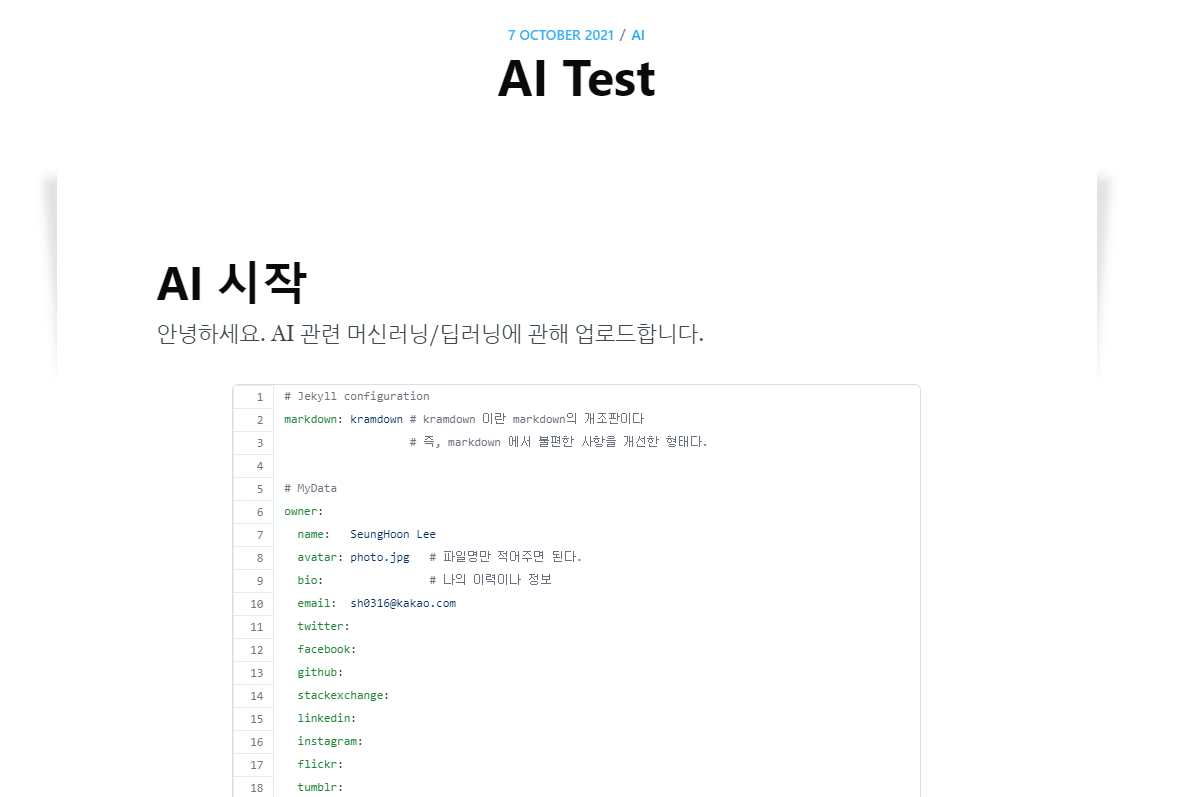 7 OCTOBER 2021 / AI
AI Test
AI 시작
안녕하세요. AI 관련 머신러닝/딥러닝에 관해 업로드합니다.
1 # Jekyll configuration
2 markdown: kramdown # kramdown 이란 markdown의 개조판이다
3 # 즉, markdown 에서 불편한 사항을 개선한 형태다.
4
5 # MyData
6 owner:
7 name: SeungHoon Lee
8 avatar: photo.jpg # 파일명만 적어주면 된다.
9 bio: # 나의 이력이나 정보
10 email: sh0316@kakao.com
11 twitter:
12 facebook:
13 github:
14 stackexchange:
15 linkedin:
16 instagram:
17 flickr:
18 tumblr: